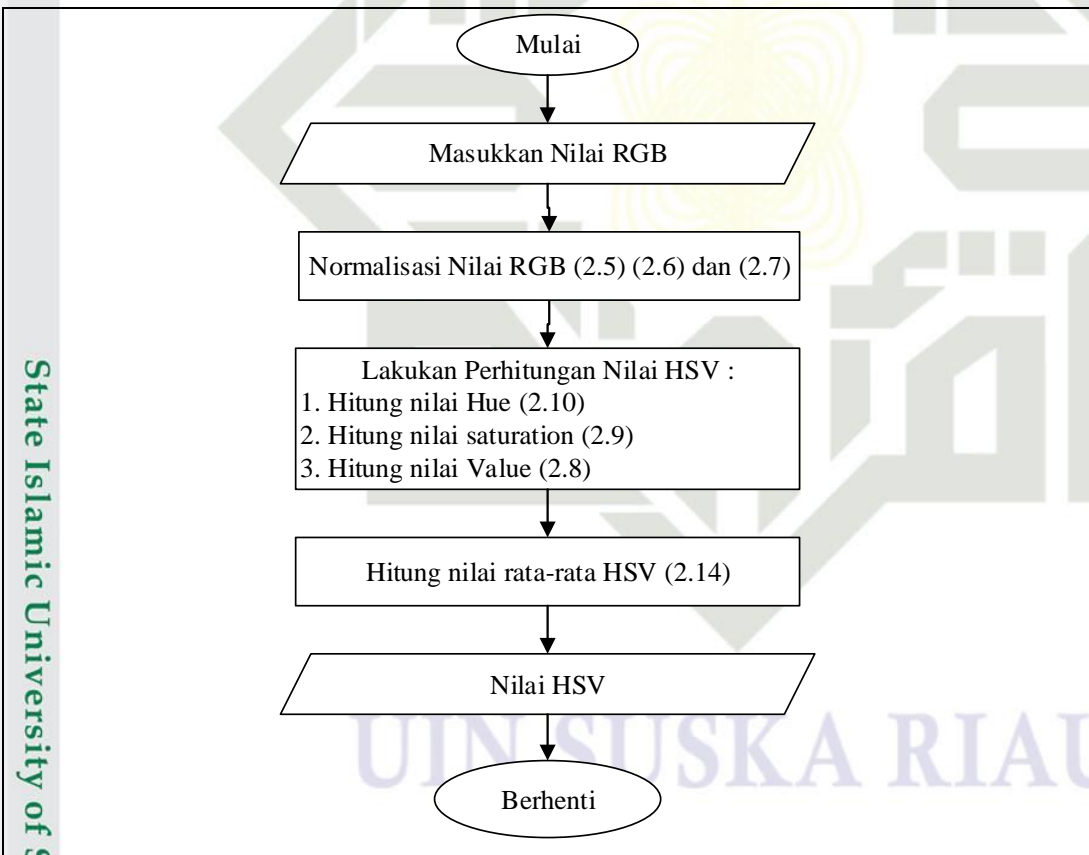 Mulai
Masukkan Nilai RGB
Normalisasi Nilai RGB (2.5) (2.6) dan (2.7)
Lakukan Perhitungan Nilai HSV :
1. Hitung nilai Hue (2.10)
2. Hitung nilai saturation (2.9)
3. Hitung nilai Value (2.8)
Hitung nilai rata-rata HSV (2.14)
Nilai HSV
Berhenti
State Islamic University of
UIN SUSKA RIAU